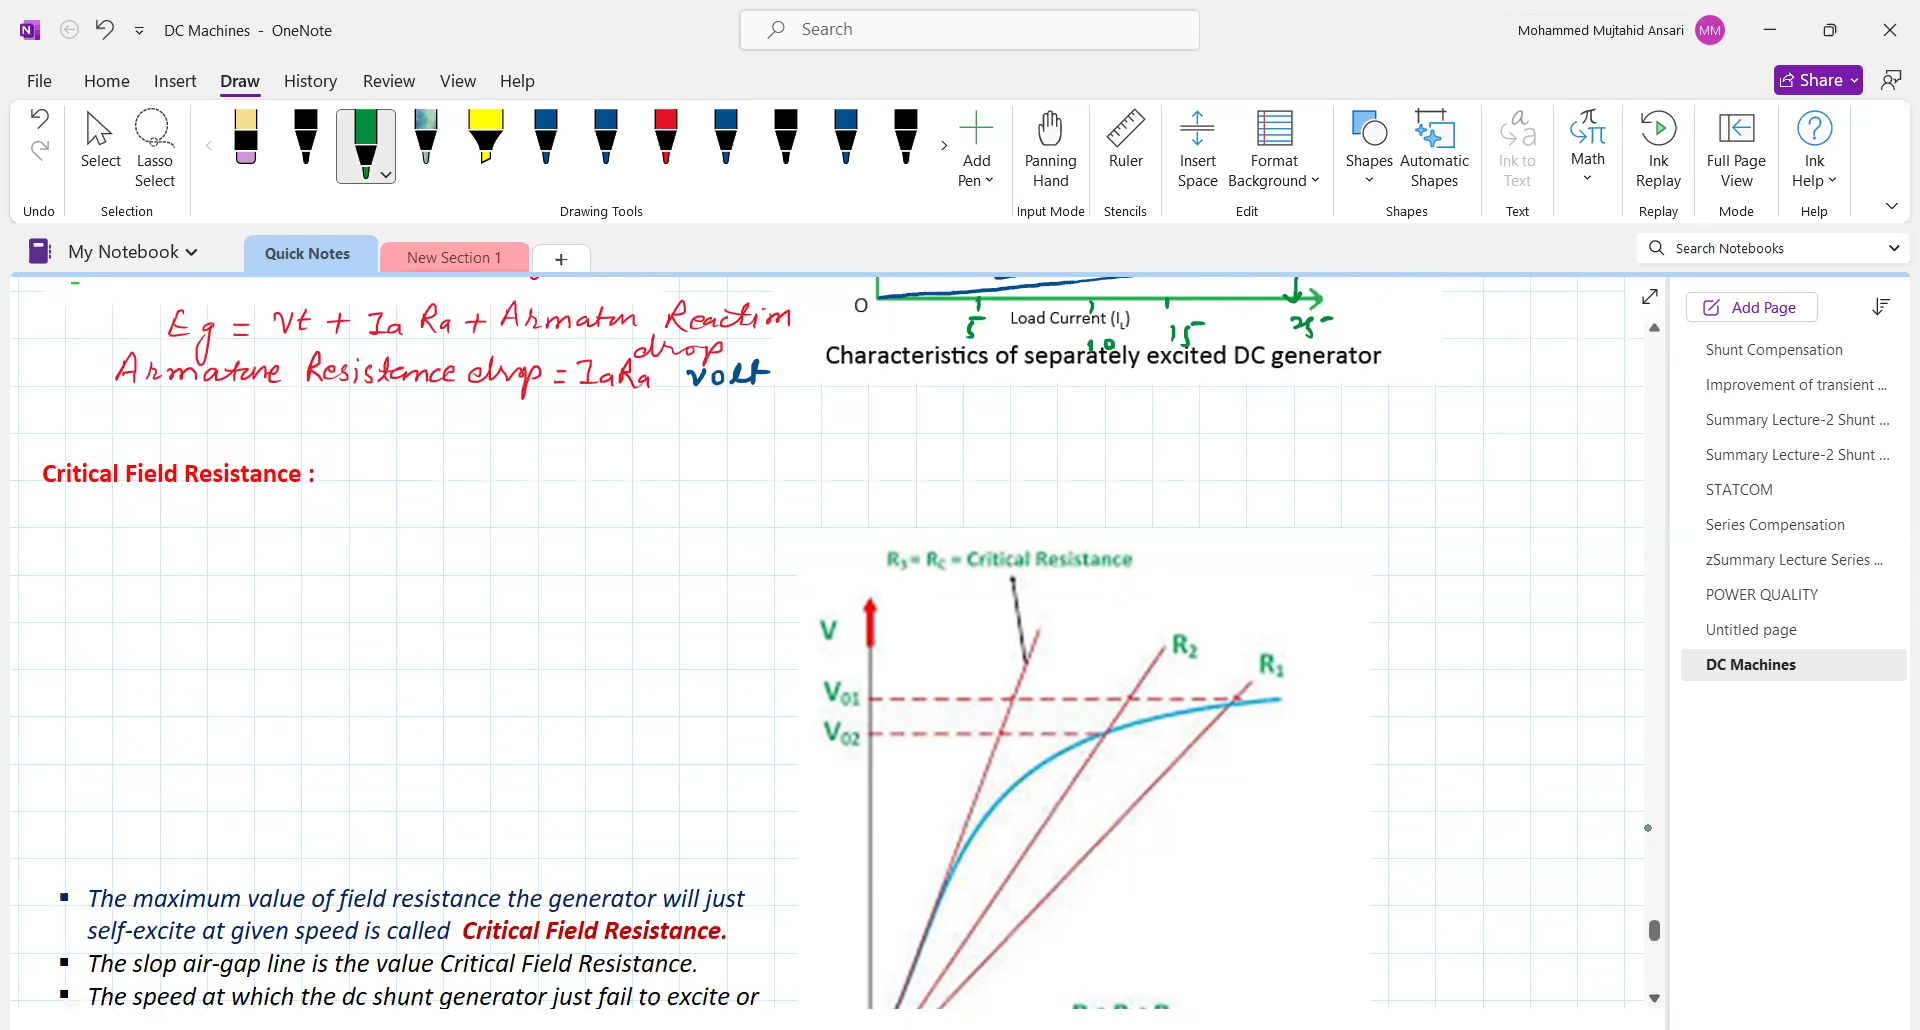 DC Machines - OneNote
Search
Mohammed Mujtahid Ansari
MM
File
Home
Insert
Draw
History
Review
View
Help
Share
Select
Lasso
Select
Add
Pen
Panning
Hand
Ruler
Insert
Space
Format
Background
Shapes
Automatic
Shapes
Ink to
Text
Math
Ink
Replay
Full Page
View
Ink
Help
Undo
Selection
Drawing Tools
Input Mode
Stencils
Edit
Shapes
Text
Replay
Mode
Help
My Notebook
Quick Notes
New Section 1
Search Notebooks
Eg = Vt + Ia Ra + Armatun Reaction
drop
Armature Resistance drop = IaRa volt
O
5
Load Current (IL)
10
15
25
Characteristics of separately excited DC generator
Critical Field Resistance :
R3 = RC = Critical Resistance
V
R2
R1
V01
V02
▪ The maximum value of field resistance the generator will just
self-excite at given speed is called Critical Field Resistance.
▪ The slop air-gap line is the value Critical Field Resistance.
▪ The speed at which the dc shunt generator just fail to excite or
Add Page
Shunt Compensation
Improvement of transient ...
Summary Lecture-2 Shunt ...
Summary Lecture-2 Shunt ...
STATCOM
Series Compensation
zSummary Lecture Series ...
POWER QUALITY
Untitled page
DC Machines